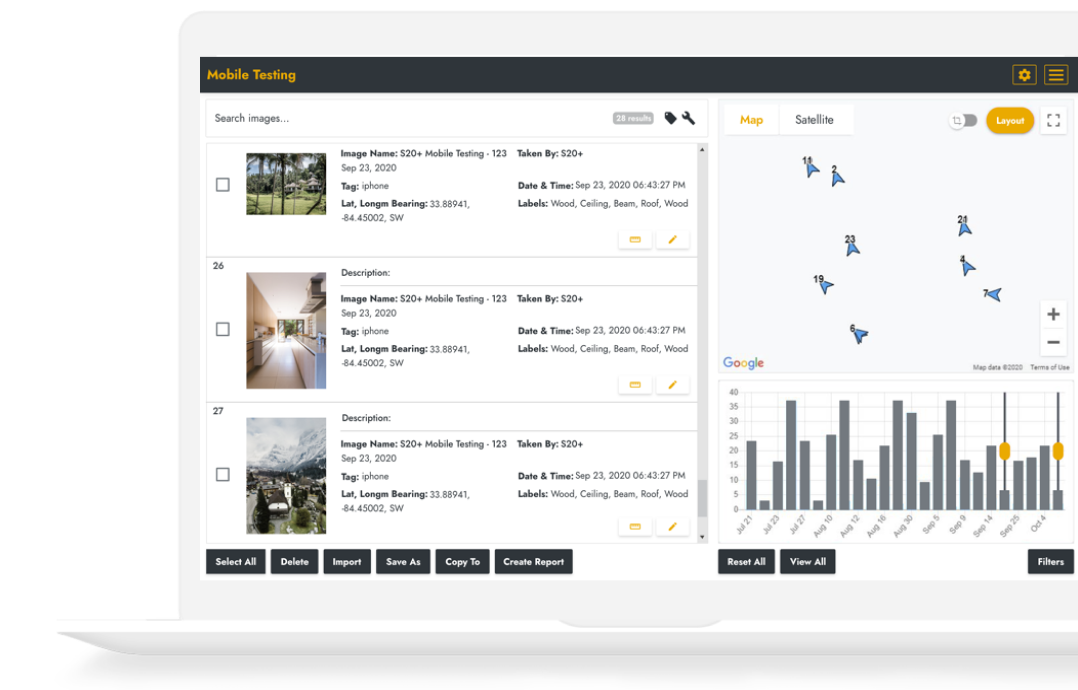 Mobile Testing
Search images...
28 results
Image Name: S20+ Mobile Testing - 123 Taken By: S20+
Sep 23, 2020
Tag: iphone Date & Time: Sep 23, 2020 06:43:27 PM
Lat, Longm Bearing: 33.88941, Labels: Wood, Ceiling, Beam, Roof, Wood
-84.45002, SW
26
Description:
Image Name: S20+ Mobile Testing - 123 Taken By: S20+
Sep 23, 2020
Tag: iphone Date & Time: Sep 23, 2020 06:43:27 PM
Lat, Longm Bearing: 33.88941, Labels: Wood, Ceiling, Beam, Roof, Wood
-84.45002, SW
27
Description:
Image Name: S20+ Mobile Testing - 123 Taken By: S20+
Sep 23, 2020
Tag: iphone Date & Time: Sep 23, 2020 06:43:27 PM
Lat, Longm Bearing: 33.88941, Labels: Wood, Ceiling, Beam, Roof, Wood
-84.45002, SW
Select All Delete Import Save As Copy To Create Report
Map Satellite Layout
11
2
23
4
19
7
6
+
−
Google Map data ©2020 Terms of Use
40
35
30
25
20
15
10
5
0
Jul 21 Jul 23 Jul 27 Aug 10 Aug 12 Aug 16 Aug 30 Sep 5 Sep 9 Sep 14 Sep 25 Oct 4
Reset All View All Filters